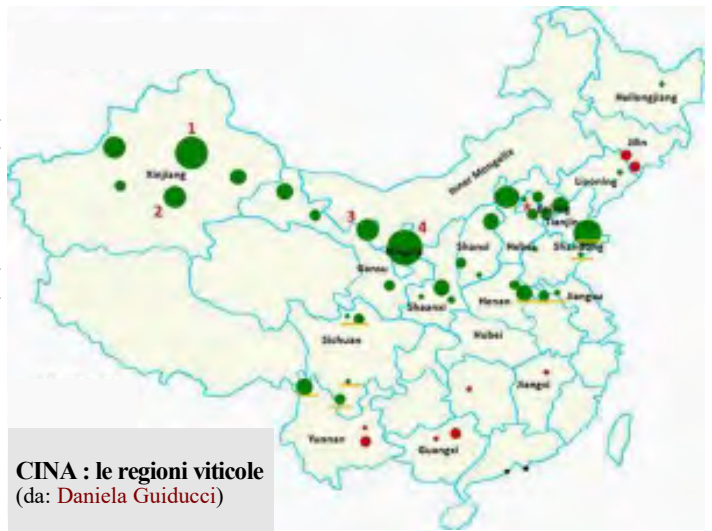 Heilongjiang
Jilin
1
Liaoning
Inner Mongolia
Xinjiang
2
3
4
Tianjin
Shanxi
Hebei
Shandong
Gansu
Shaanxi
Henan
Jiangsu
Sichuan
Hubei
Jiangxi
Yunnan
Guangxi
CINA : le regioni viticole
(da: Daniela Guiducci)